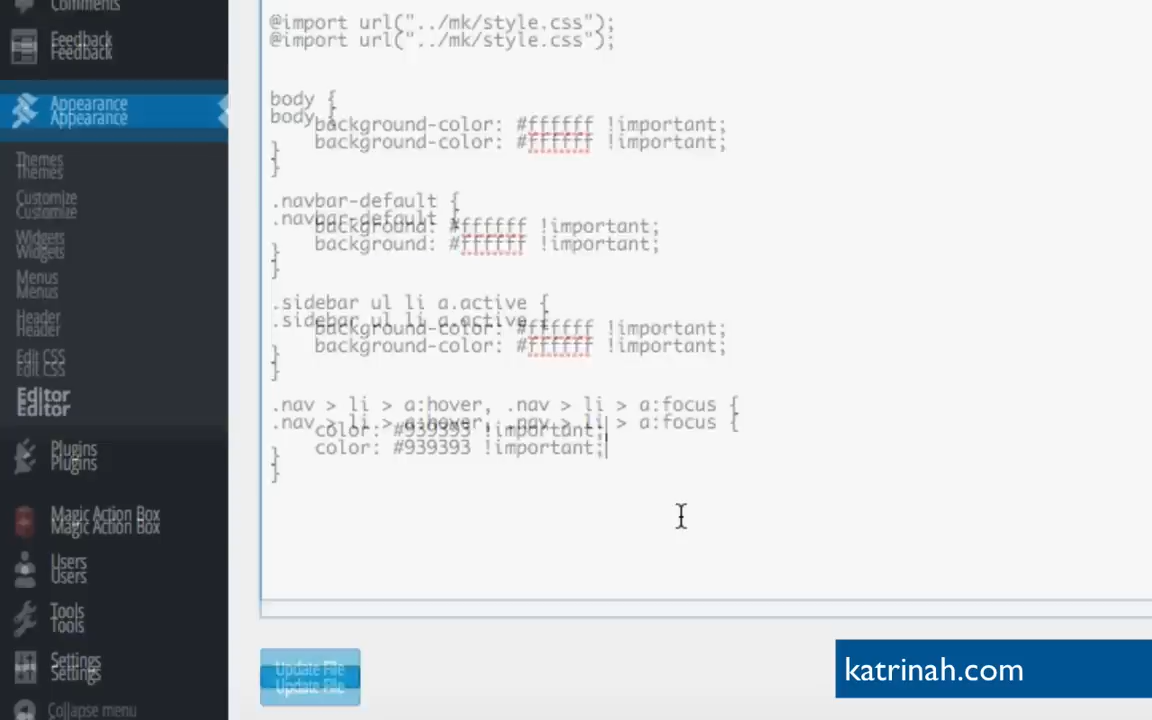 Comments
Feedback
Appearance
Themes
Customize
Widgets
Menus
Header
Edit CSS
Editor
Plugins
Magic Action Box
Users
Tools
Settings
Collapse menu
@import url("../mk/style.css");
body {
background-color: #ffffff !important;
}
.navbar-default {
background: #ffffff !important;
}
.sidebar ul li a.active {
background-color: #ffffff !important;
}
.nav > li > a:hover, .nav > li > a:focus {
color: #939393 !important;
}
Update File
katrinah.com